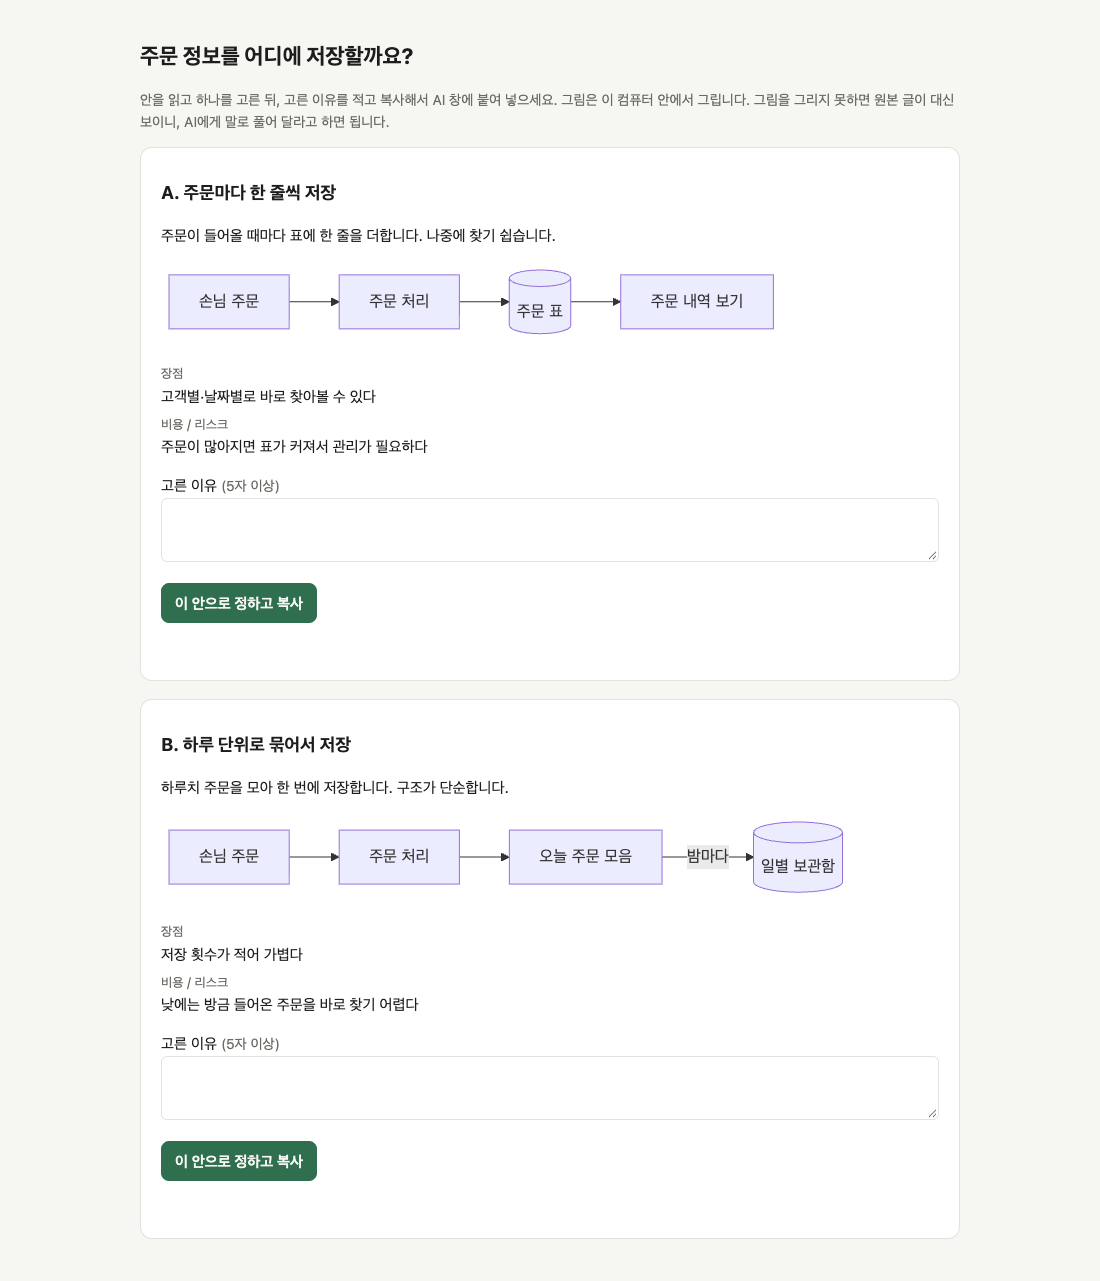 주문 정보를 어디에 저장할까요?
안을 읽고 하나를 고른 뒤, 고른 이유를 적고 복사해서 AI 창에 붙여 넣으세요. 그림은 이 컴퓨터 안에서 그립니다. 그림을 그리지 못하면 원본 글이 대신
보이니, AI에게 말로 풀어 달라고 하면 됩니다.
A. 주문마다 한 줄씩 저장
주문이 들어올 때마다 표에 한 줄을 더합니다. 나중에 찾기 쉽습니다.
손님 주문
주문 처리
주문 표
주문 내역 보기
장점
고객별·날짜별로 바로 찾아볼 수 있다
비용 / 리스크
주문이 많아지면 표가 커져서 관리가 필요하다
고른 이유 (5자 이상)
이 안으로 정하고 복사
B. 하루 단위로 묶어서 저장
하루치 주문을 모아 한 번에 저장합니다. 구조가 단순합니다.
손님 주문
주문 처리
오늘 주문 모음
밤마다
일별 보관함
장점
저장 횟수가 적어 가볍다
비용 / 리스크
낮에는 방금 들어온 주문을 바로 찾기 어렵다
고른 이유 (5자 이상)
이 안으로 정하고 복사